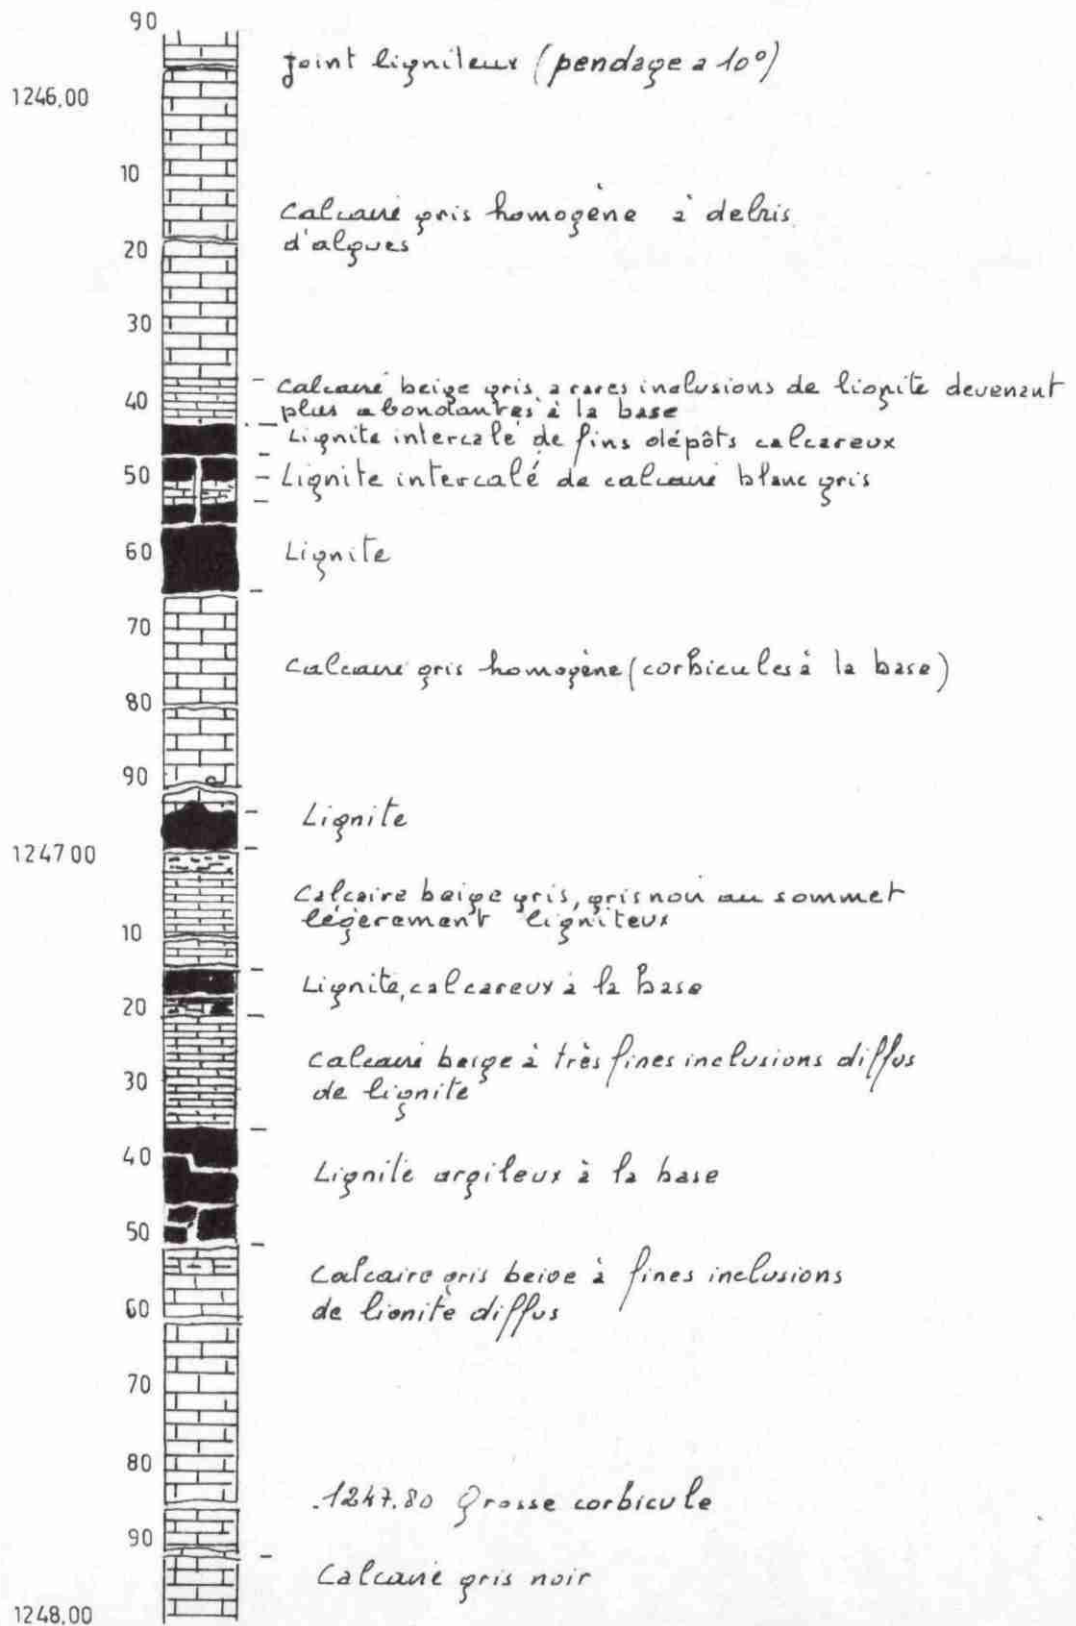 90
joint ligniteux (pendage à 10°)
1246,00
10
calcaire gris homogène à debris
d'algues
20
30
calcaire beige gris, à rares inclusions de lignite devenant
40
plus abondantes à la base
Lignite intercalé de fins dépôts calcareux
50
Lignite intercalé de calcaire blanc gris
60
Lignite
70
calcaire gris homogène (corbicules à la base)
80
90
Lignite
1247 00
Calcaire beige gris, gris noir au sommet
légèrement ligniteux
10
Lignite, calcareux à la base
20
calcaire beige à très fines inclusions diffus
30
de lignite
40
Lignite argileux à la base
50
Calcaire gris beige à fines inclusions
60
de lignite diffus
70
80
.1247.80 Grosse corbicule
90
Calcaire gris noir
1248,00